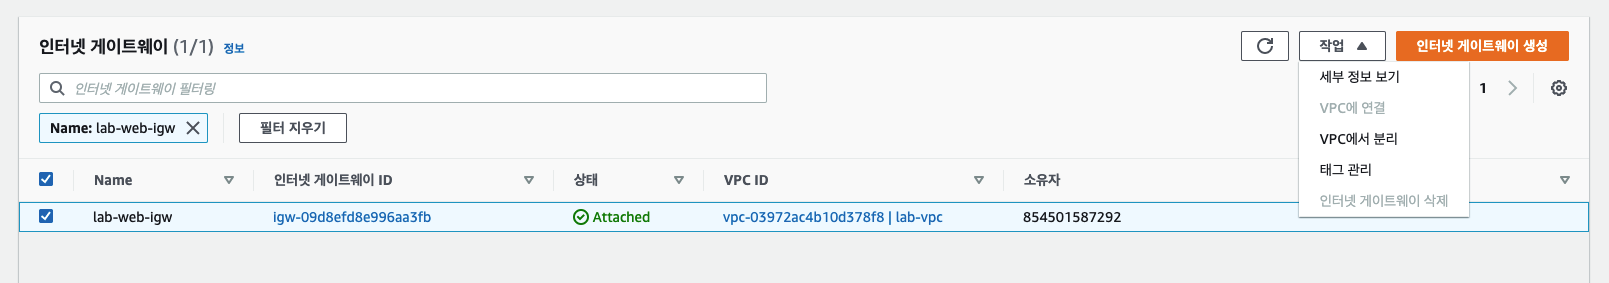 인터넷 게이트웨이 (1/1) 정보
작업
인터넷 게이트웨이 생성
인터넷 게이트웨이 필터링
세부 정보 보기
1
VPC에 연결
Name: lab-web-igw
필터 지우기
VPC에서 분리
태그 관리
인터넷 게이트웨이 삭제
Name 인터넷 게이트웨이 ID 상태 VPC ID 소유자
lab-web-igw igw-09d8efd8e996aa3fb Attached vpc-03972ac4b10d378f8 | lab-vpc 854501587292